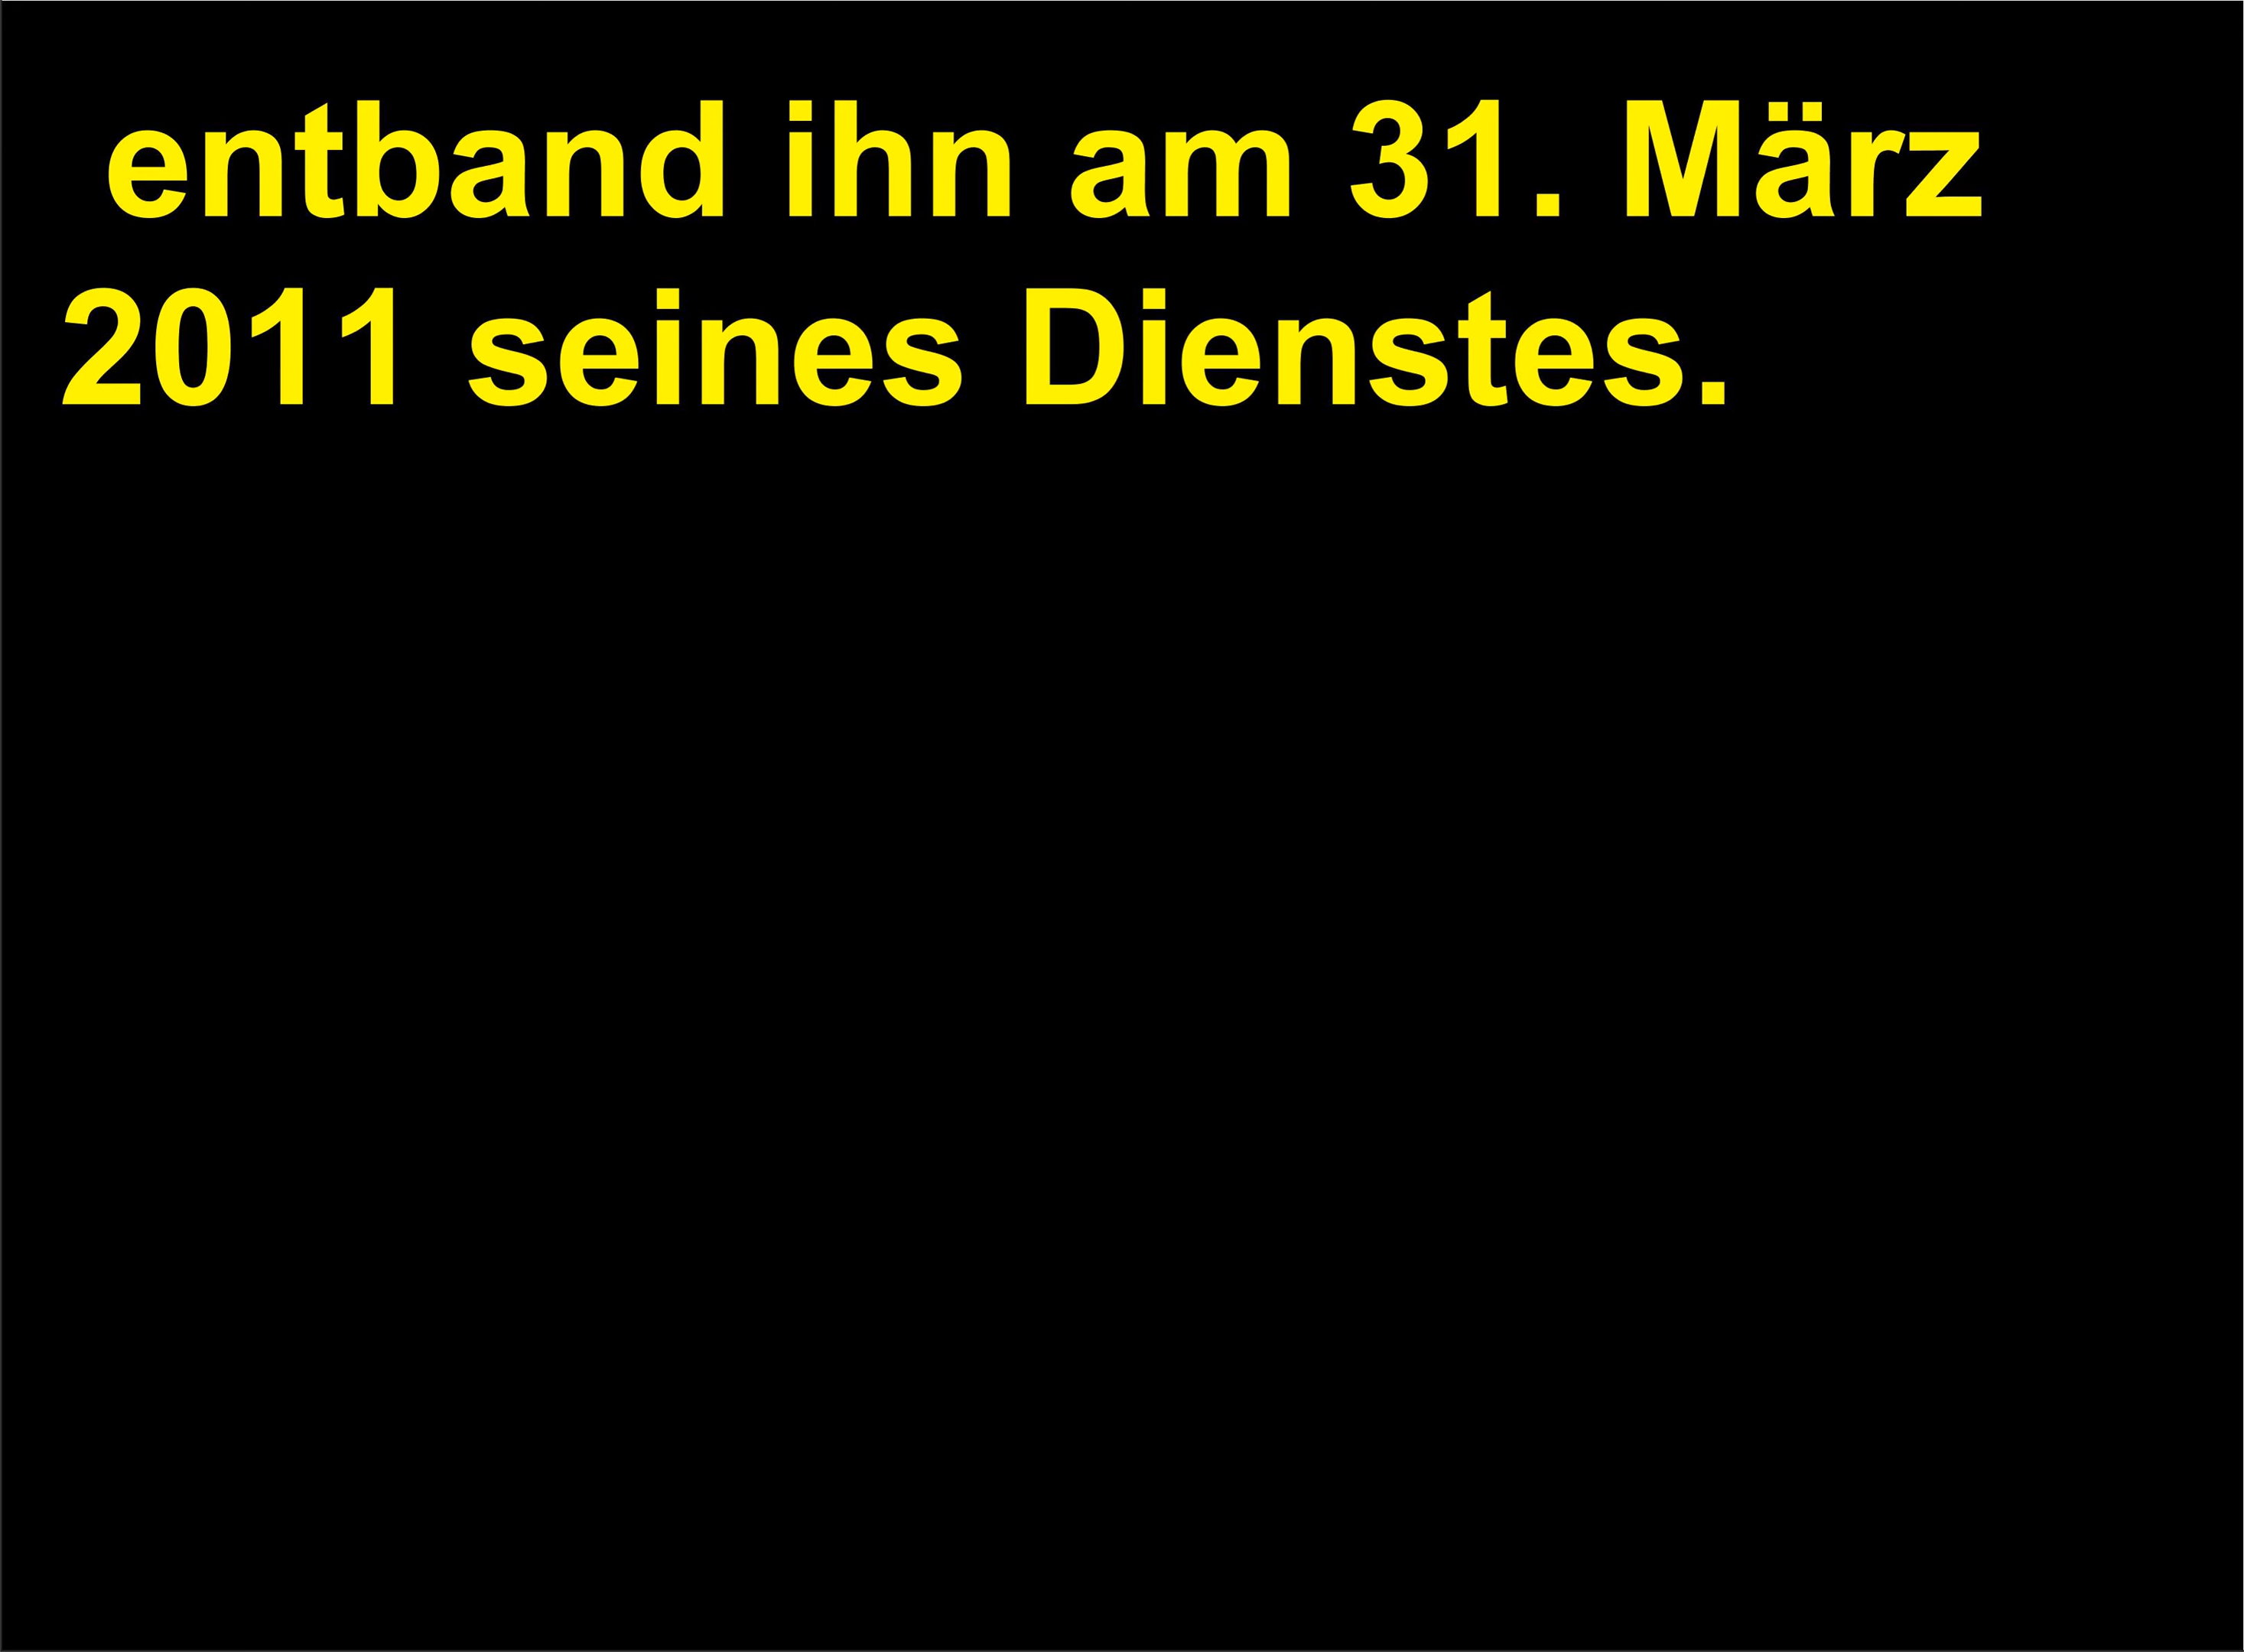 entband ihn am 31. März
2011 seines Dienstes.